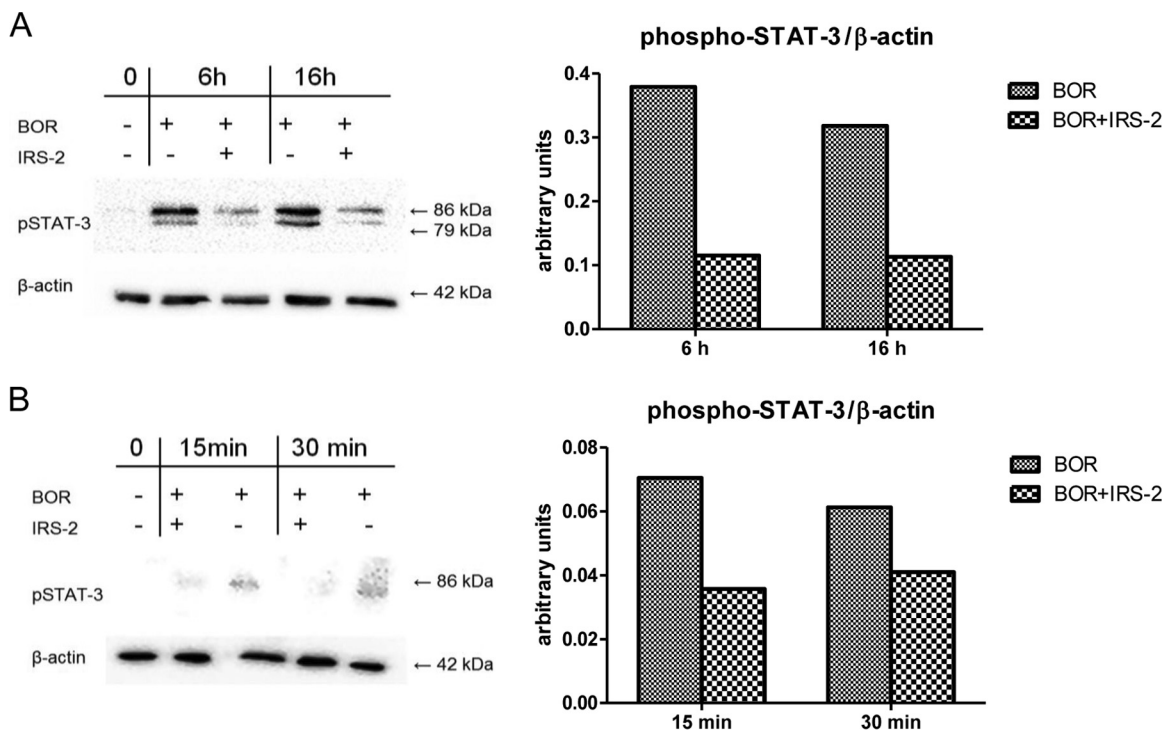 A
0 6h 16h
BOR - + + + +
IRS-2 - - + - +
pSTAT-3
← 86 kDa
← 79 kDa
β-actin
← 42 kDa
phospho-STAT-3/β-actin
arbitrary units
0.4
0.3
0.2
0.1
0.0
6 h 16 h
BOR
BOR+IRS-2
B
0 15min 30 min
BOR - + + + +
IRS-2 - + - + -
pSTAT-3
← 86 kDa
β-actin
← 42 kDa
phospho-STAT-3/β-actin
arbitrary units
0.08
0.06
0.04
0.02
0.00
15 min 30 min
BOR
BOR+IRS-2